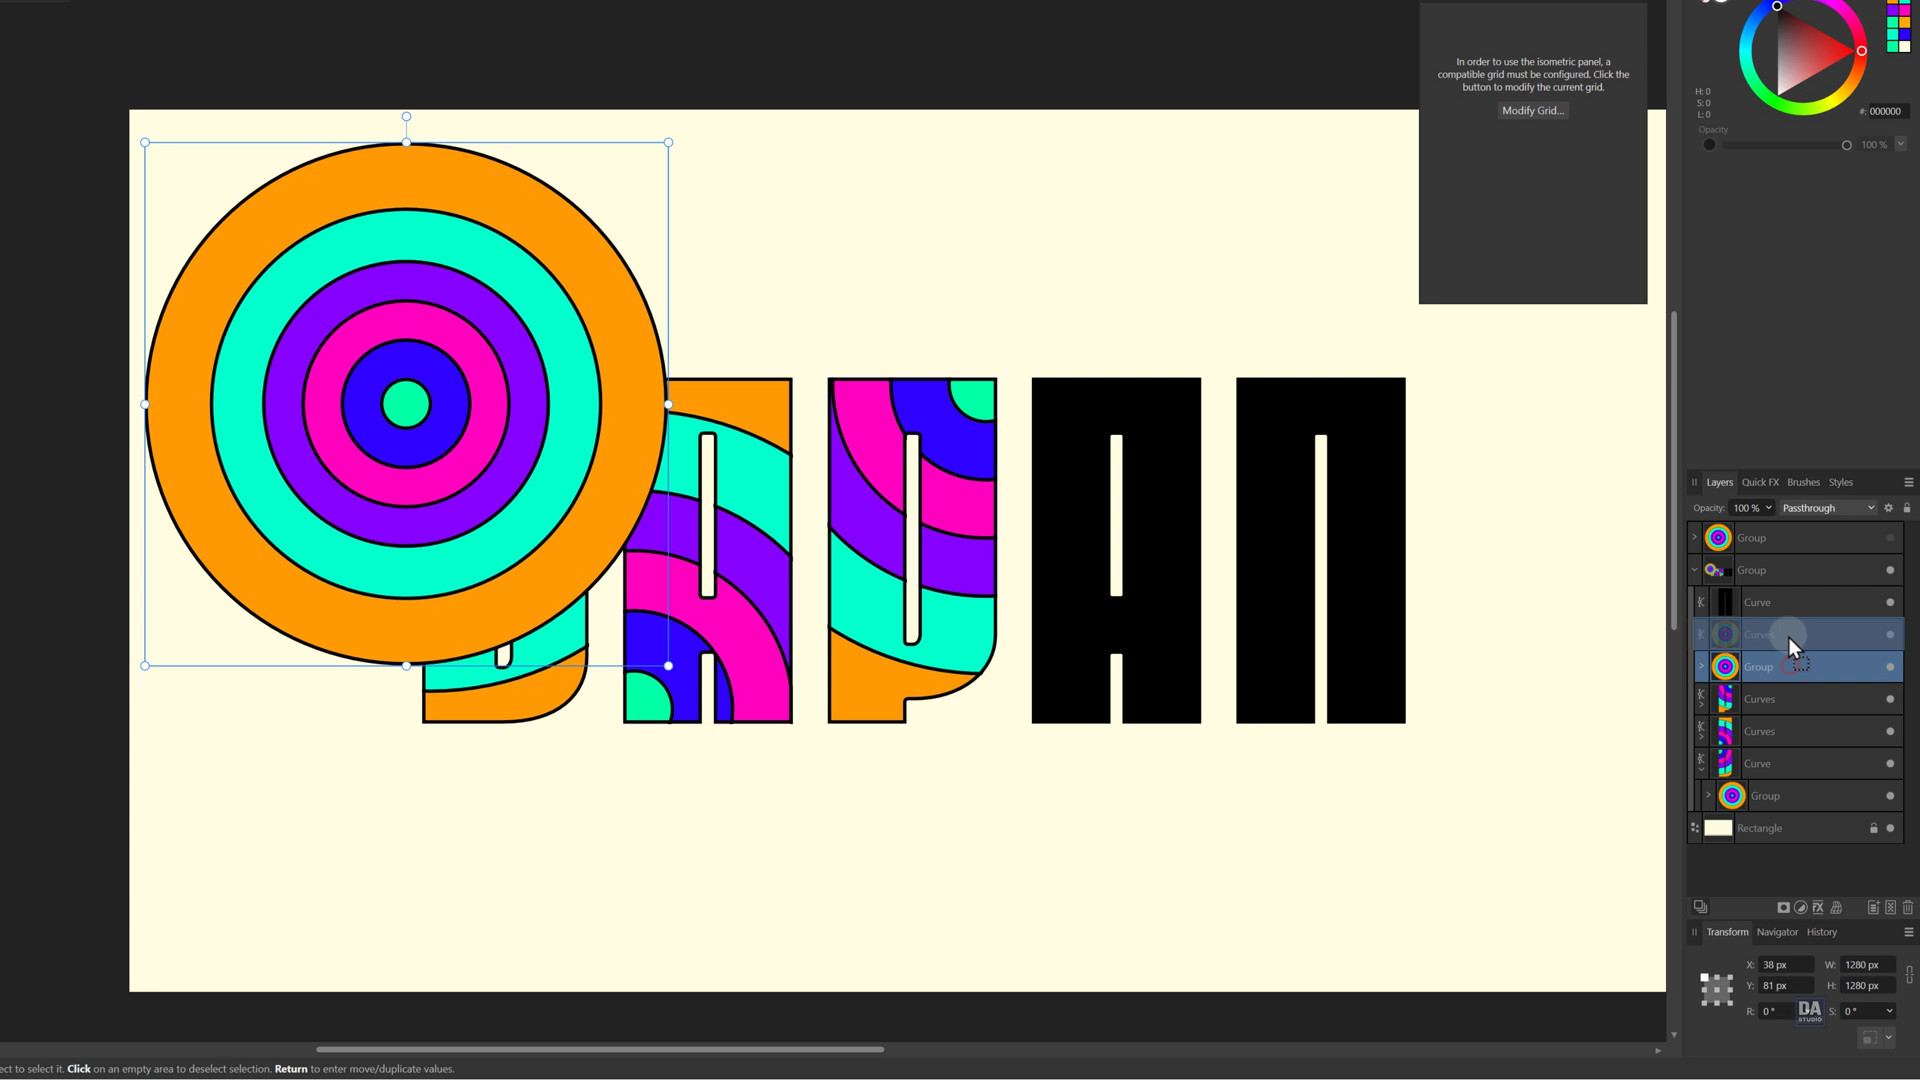 In order to use the isometric panel, a
compatible grid must be configured. Click the
button to modify the current grid.
Modify Grid...
H: 0
S: 0
L: 0
#: 000000
Opacity
100 %
Layers Quick FX Brushes Styles
Opacity: 100 % Passthrough
Group
Group
Curve
Curves
Group
Curves
Curves
Curve
Group
Rectangle
Transform Navigator History
X: 38 px W: 1280 px
Y: 81 px H: 1280 px
R: 0 ° S: 0 °
DA
STUDIO
ect to select it. Click on an empty area to deselect selection. Return to enter move/duplicate values.